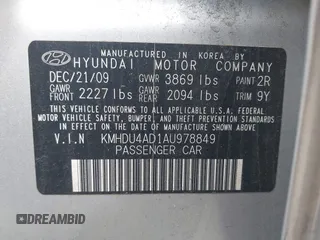 MANUFACTURED IN KOREA BY
HYUNDAI MOTOR COMPANY
DEC/21/09 GVWR 3869 lbs PAINT 2R
GAWR FRONT 2227 lbs GAWR REAR 2094 lbs TRIM 9Y
THIS VEHICLE CONFORMS TO ALL APPLICABLE U.S.A. FEDERAL
MOTOR VEHICLE SAFETY, BUMPER, AND THEFT PREVENTION
STANDARDS IN EFFECT ON THE DATE OF MANUFACTURE SHOWN ABOVE.
V.I.N KMHDU4AD1AU978849
PASSENGER CAR
DREAMBID